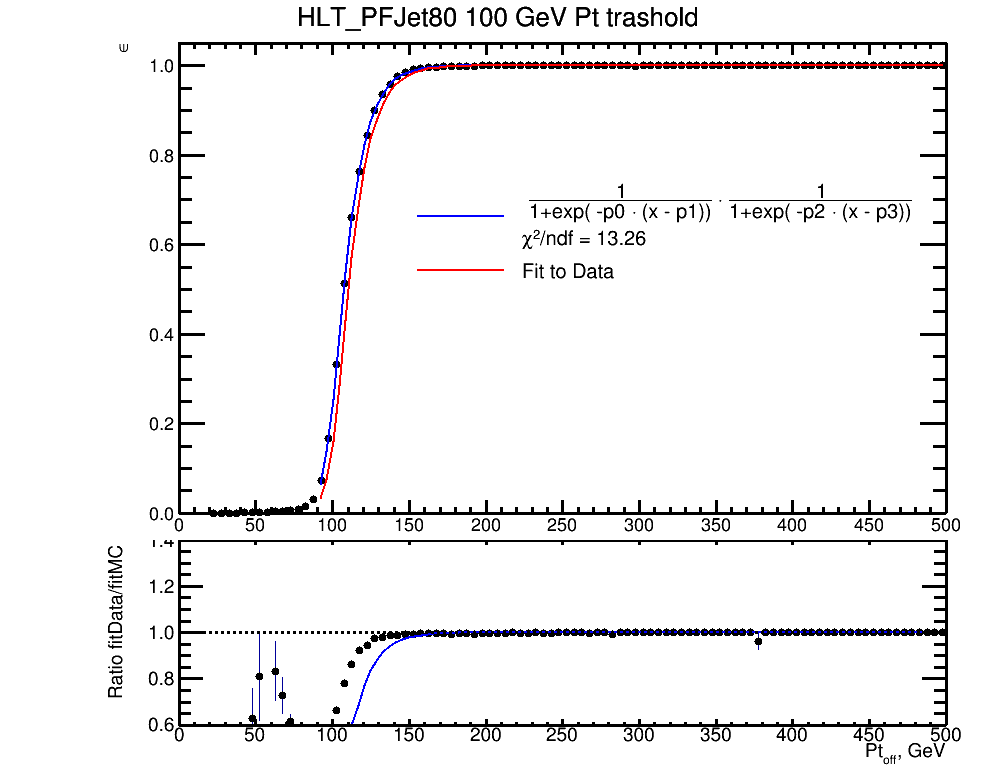 HLT_PFJet80 100 GeV Pt trashold
ϵ
1.0
0.8
0.6
0.4
0.2
0.0
1 / 1+exp( -p0 · (x - p1)) · 1 / 1+exp( -p2 · (x - p3))
χ²/ndf = 13.26
Fit to Data
0 50 100 150 200 250 300 350 400 450 500
Ratio fitData/fitMC
1.4
1.2
1.0
0.8
0.6
0 50 100 150 200 250 300 350 400 450 500
Pt_off, GeV